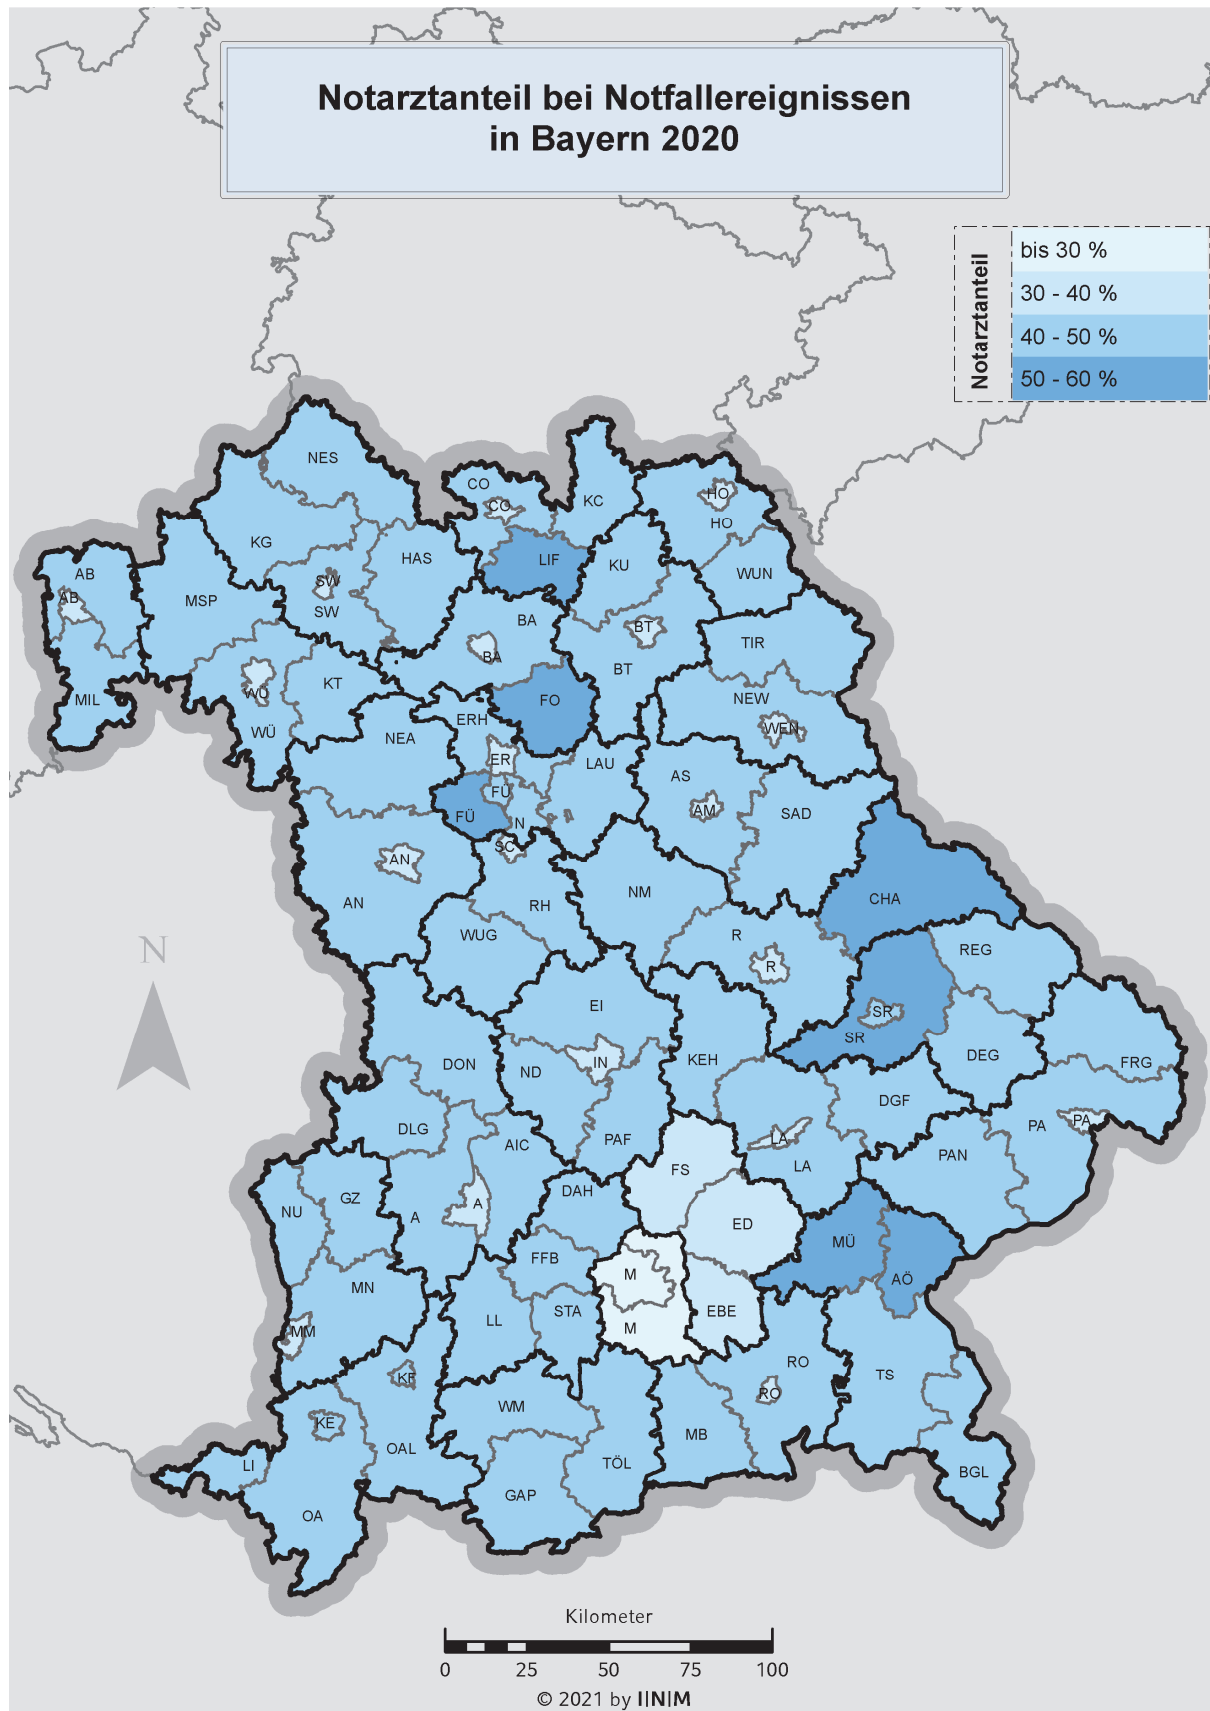 Notarztanteil bei Notfallereignissen
in Bayern 2020
Notarztanteil
bis 30 %
30 - 40 %
40 - 50 %
50 - 60 %
NES
CO
CO
KC
HO
HO
KG
HAS
LIF
KU
WUN
AB
AB
SW
SW
MSP
BA
BA
BT
BT
TIR
MIL
WÜ
WÜ
KT
FO
NEW
WEN
NEA
ERH
ER
LAU
AS
AM
SAD
FÜ
FÜ
N
SC
AN
AN
RH
NM
CHA
WUG
R
R
REG
N
EI
SR
SR
DON
ND
IN
KEH
DEG
FRG
DLG
AIC
PAF
DGF
PA
PA
LA
LA
PAN
NU
GZ
A
A
DAH
FS
ED
MÜ
AÖ
FFB
M
M
EBE
MN
MM
LL
STA
RO
RO
TS
KF
KE
WM
MB
OAL
LI
TÖL
BGL
OA
GAP
Kilometer
0 25 50 75 100
© 2021 by I|N|M